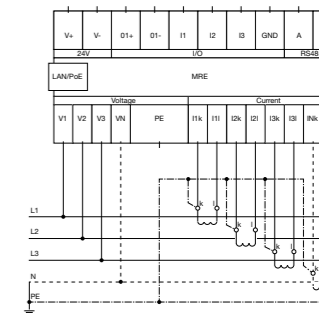 V+ V- 01+ 01- I1 I2 I3 GND A
24V I/O RS48
LAN/PoE MRE
Voltage Current
V1 V2 V3 VN PE I1k I1l I2k I2l I3k I3l INk
k l
L1
k l
L2
k l
L3
k
N
PE